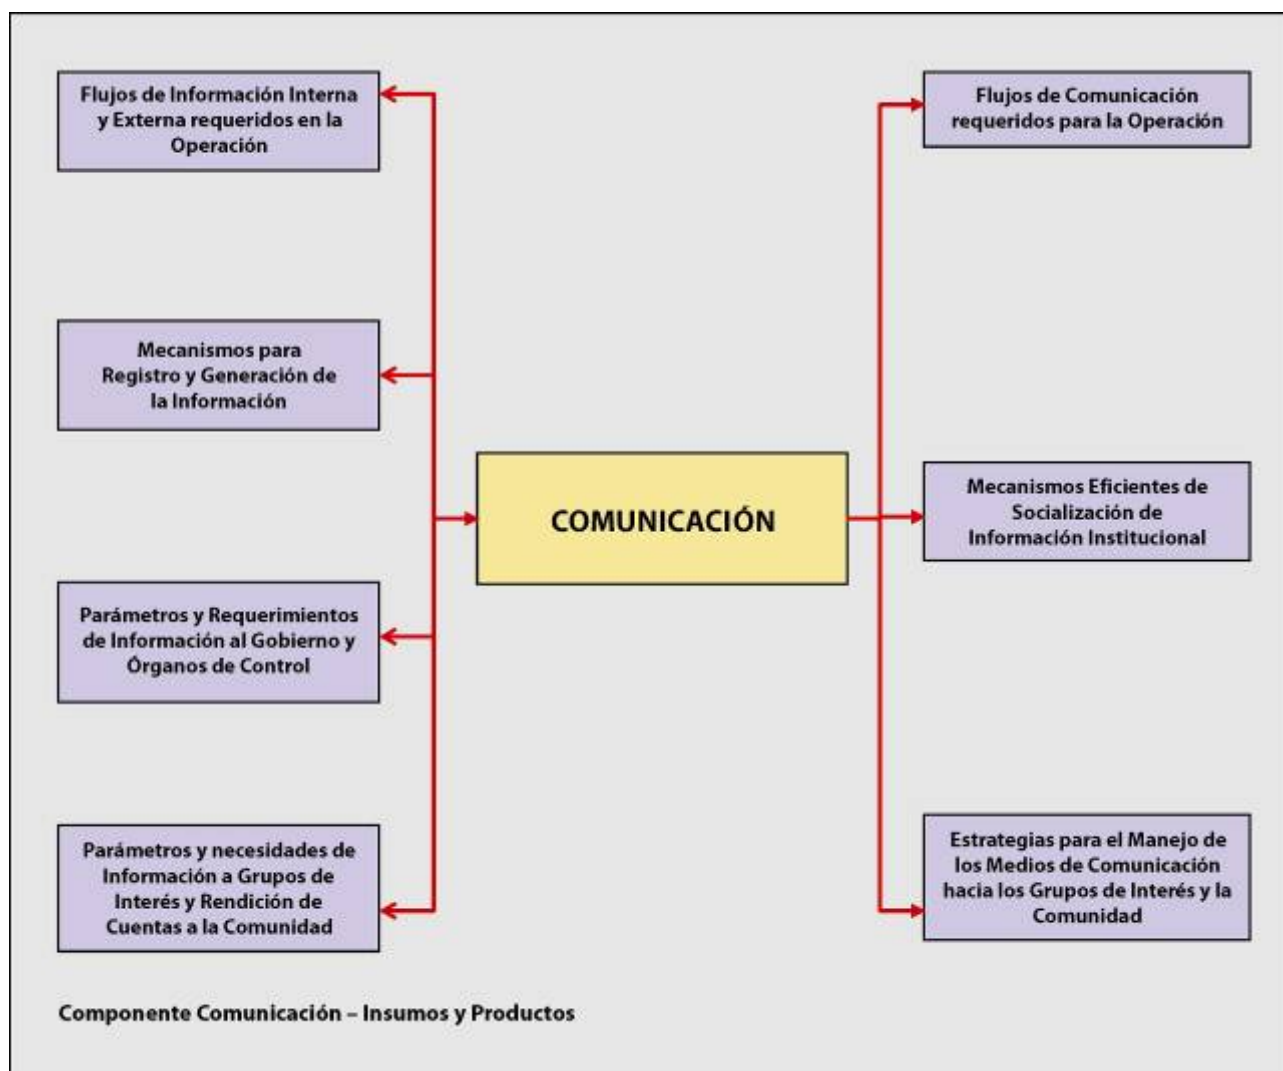 Flujos de Información Interna
y Externa requeridos en la
Operación
Mecanismos para
Registro y Generación de
la Información
Parámetros y Requerimientos
de Información al Gobierno y
Órganos de Control
Parámetros y necesidades de
Información a Grupos de
Interés y Rendición de
Cuentas a la Comunidad
COMUNICACIÓN
Flujos de Comunicación
requeridos para la Operación
Mecanismos Eficientes de
Socialización de
Información Institucional
Estrategias para el Manejo de
los Medios de Comunicación
hacia los Grupos de Interés y la
Comunidad
Componente Comunicación – Insumos y Productos